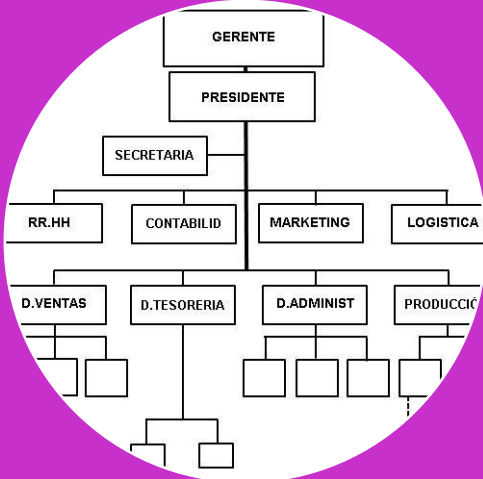 GERENTE
PRESIDENTE
SECRETARIA
RR.HH
CONTABILID
MARKETING
LOGISTICA
D.VENTAS
D.TESORERIA
D.ADMINIST
PRODUCCIÓ